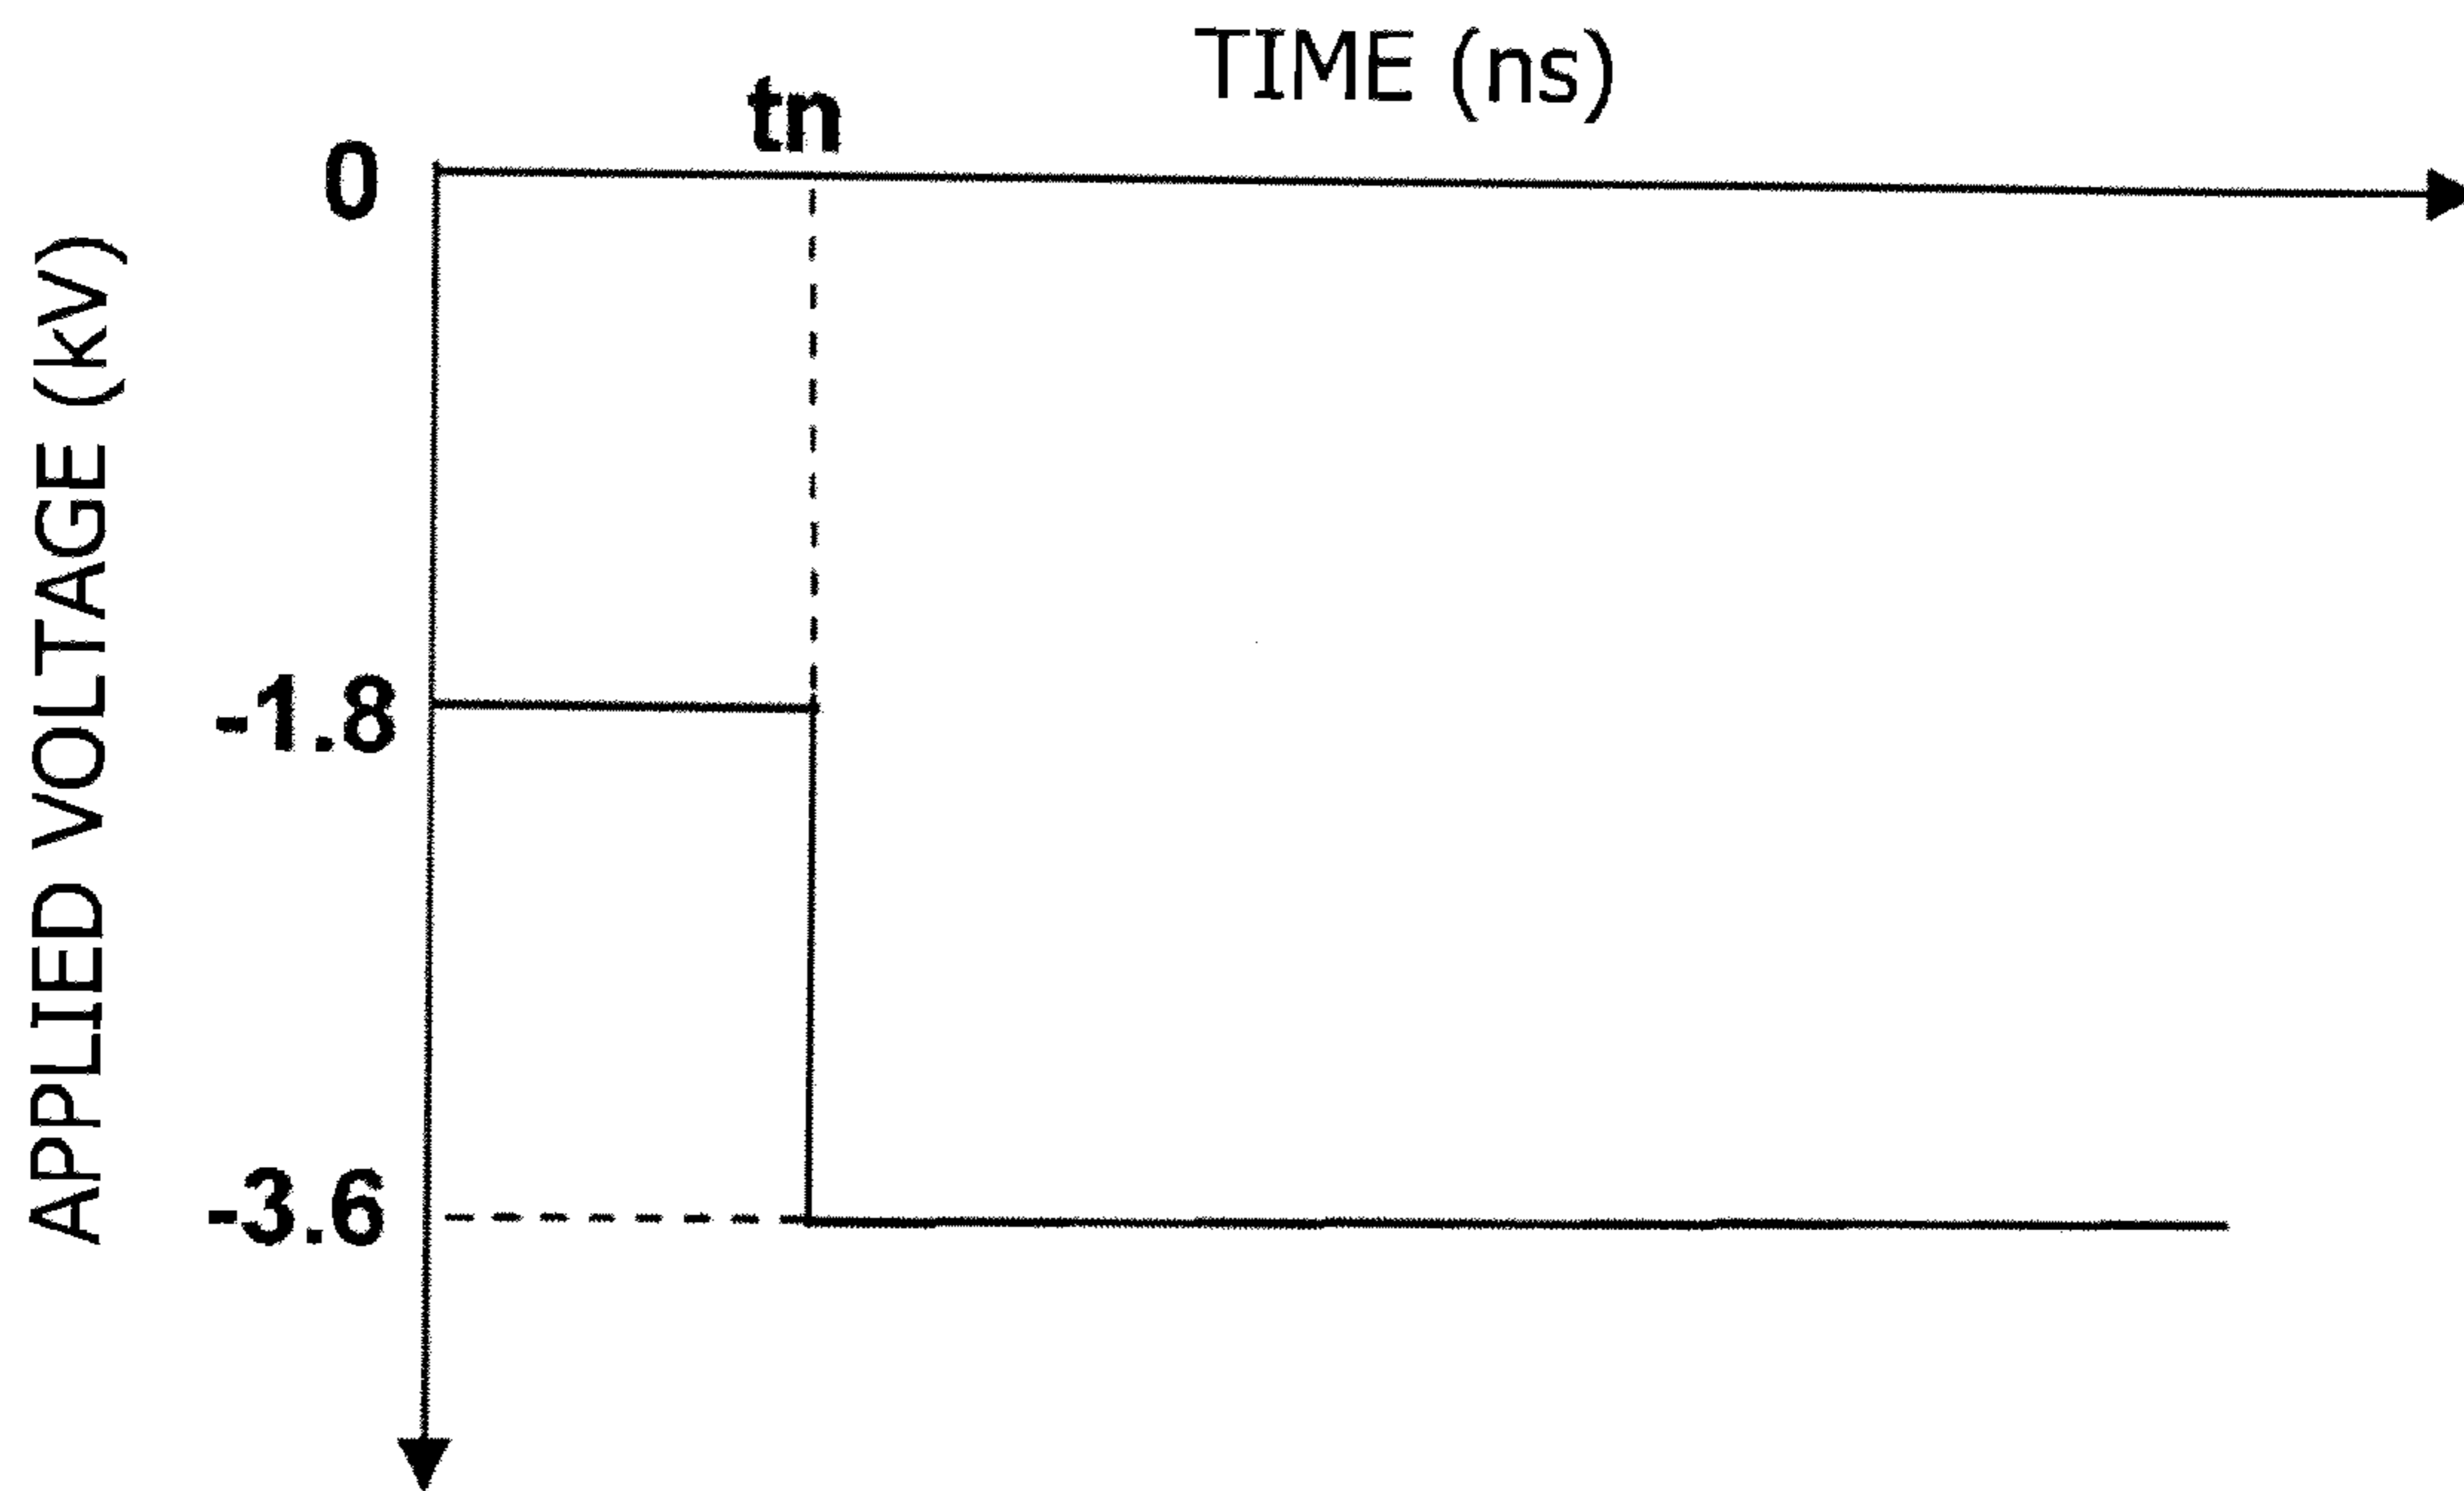 TIME (ns)
tn
0
APPLIED VOLTAGE (kV)
-1.8
-3.6